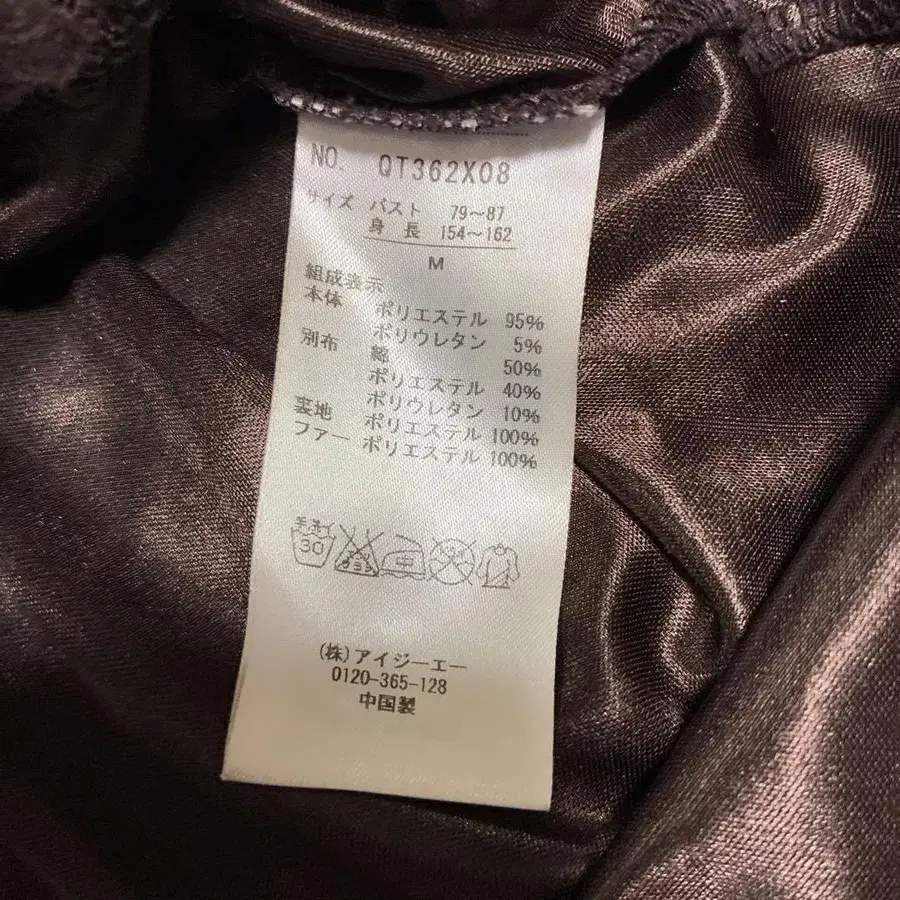 NO. QT362X08
サイズ バスト 79~87
身長 154~162
M
組成表示
本体 ポリエステル 95%
ポリウレタン 5%
別布 綿 50%
ポリエステル 40%
ポリウレタン 10%
裏地 ポリエステル 100%
ファー ポリエステル 100%
手洗イ
30 中
(株)アイジーエー
0120-365-128
中国製